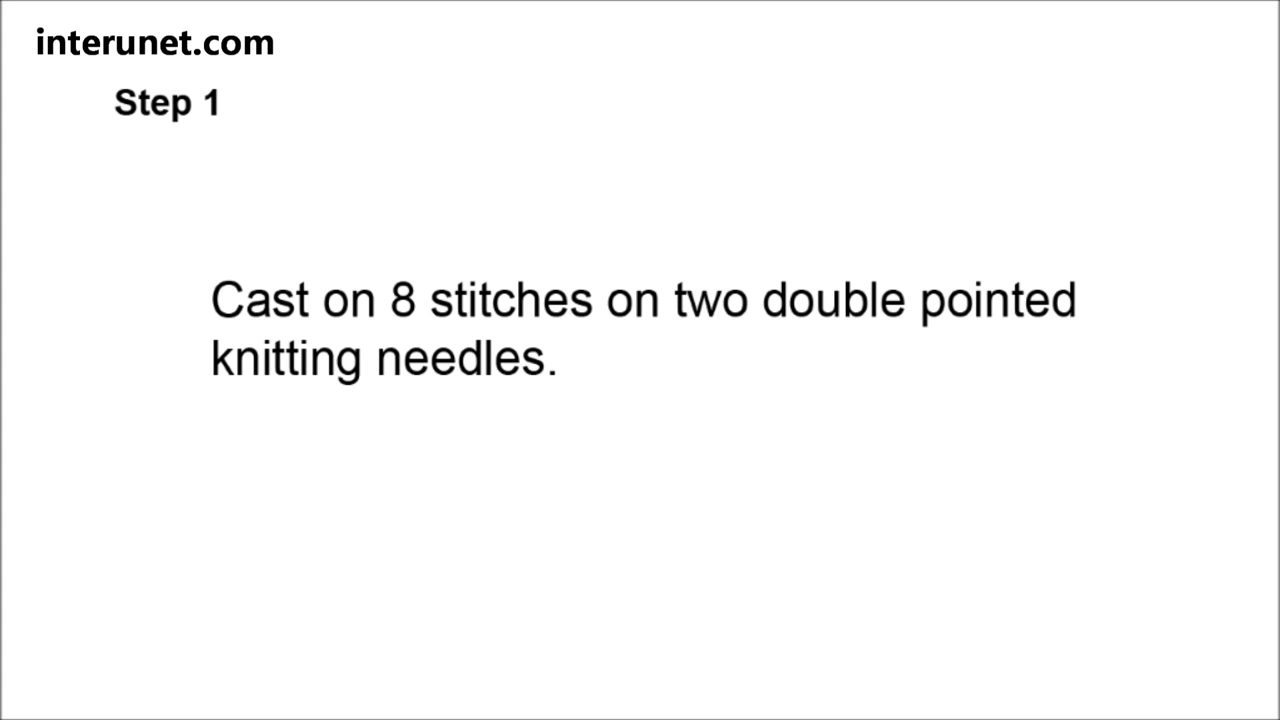 interunet.com
Step 1
Cast on 8 stitches on two double pointed
knitting needles.